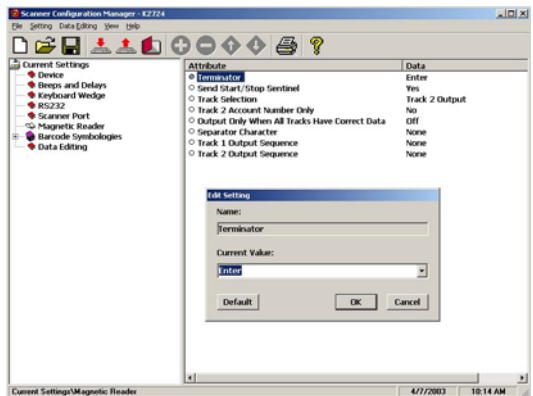 Scanner Configuration Manager - K2724
File Setting Data Editing View Help
Current Settings
Device
Beeps and Delays
Keyboard Wedge
RS232
Scanner Port
Magnetic Reader
Barcode Symbologies
Data Editing
Attribute Data
Terminator Enter
Send Start/Stop Sentinel Yes
Track Selection Track 2 Output
Track 2 Account Number Only No
Output Only When All Tracks Have Correct Data Off
Separator Character None
Track 1 Output Sequence None
Track 2 Output Sequence None
Edit Setting
Name:
Terminator
Current Value:
Enter
Default OK Cancel
Current Settings\Magnetic Reader 4/7/2003 10:14 AM